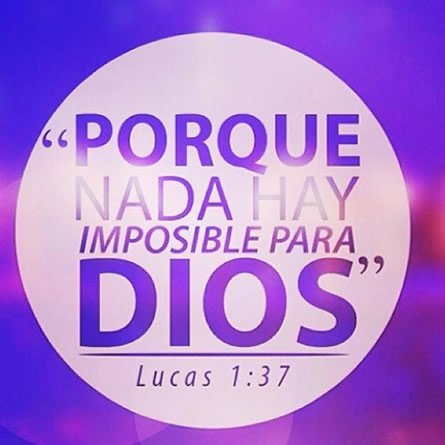 “PORQUE
NADA HAY
IMPOSIBLE PARA
DIOS”
Lucas 1:37